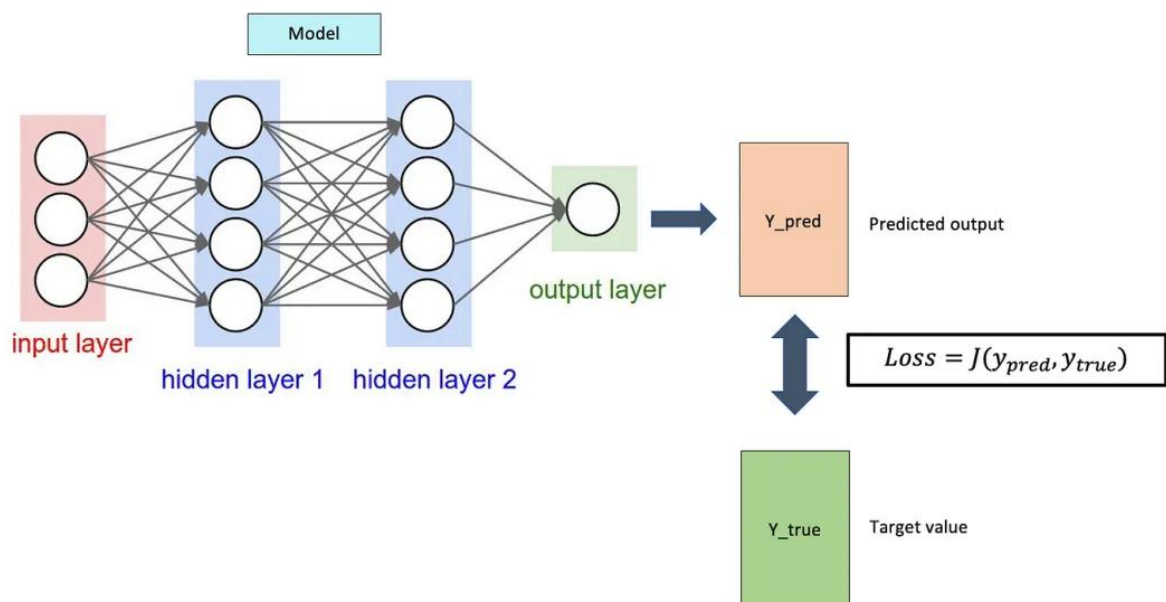 Model
input layer
hidden layer 1
hidden layer 2
output layer
Y_pred
Predicted output
Loss = J(y_pred, y_true)
Y_true
Target value